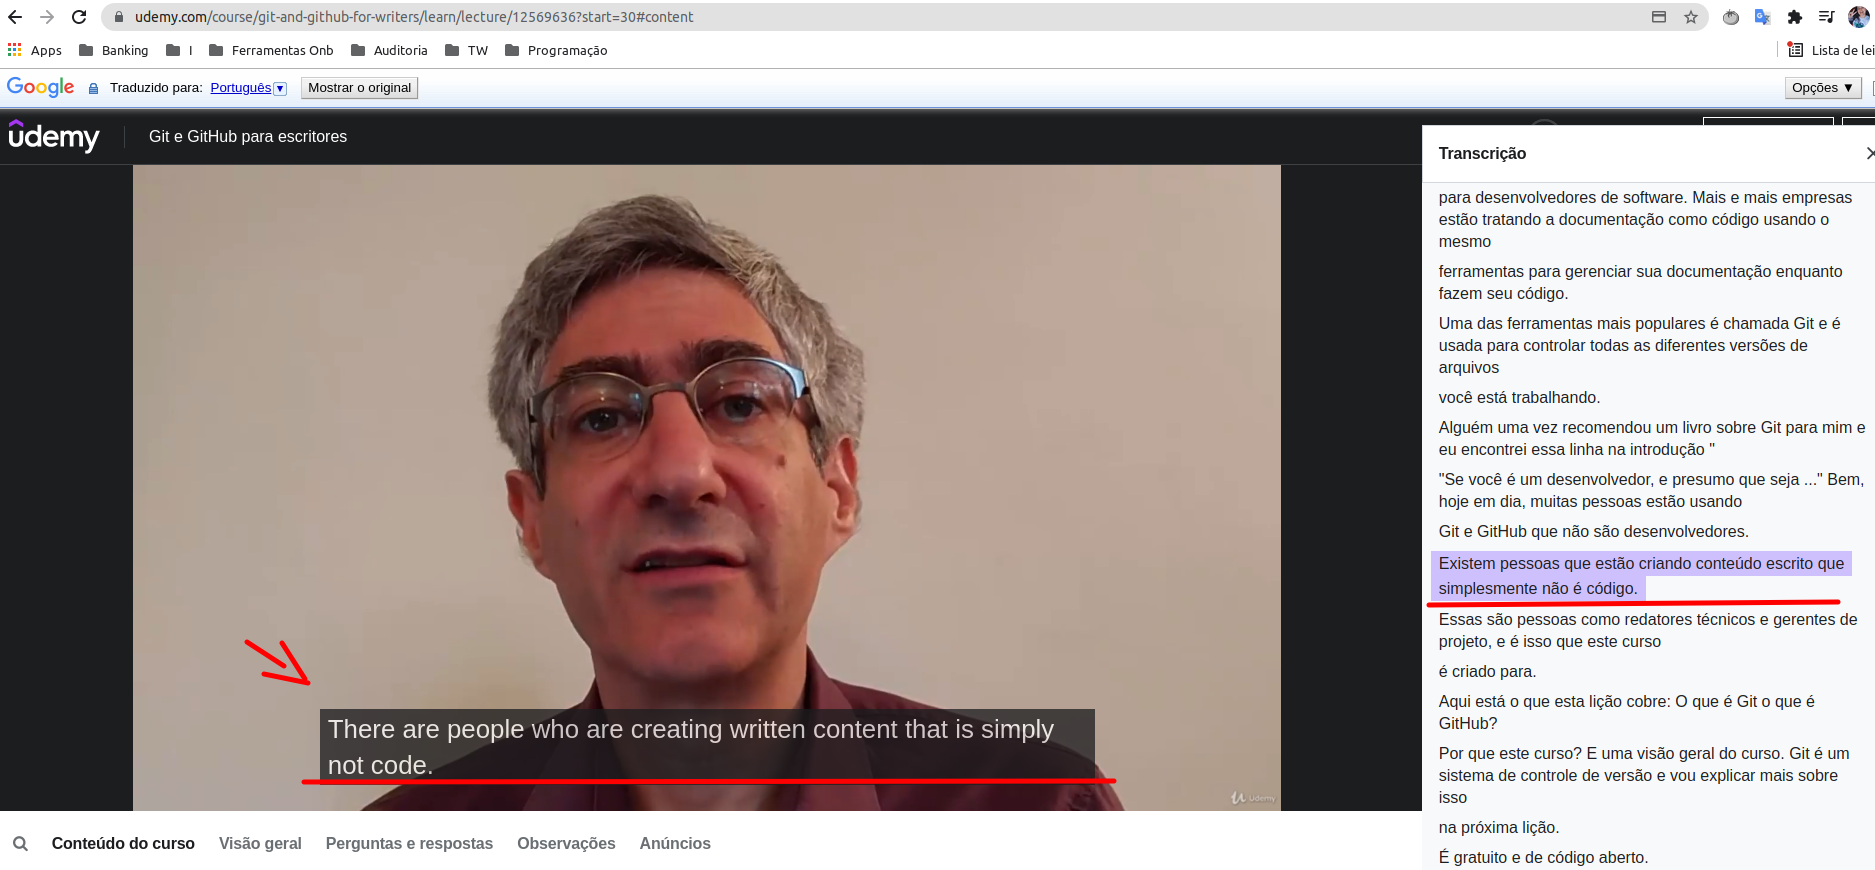 udemy.com/course/git-and-github-for-writers/learn/lecture/12569636?start=30#content
Apps Banking I Ferramentas Onb Auditoria TW Programação Lista de lei
Google Traduzido para: Português Mostrar o original Opções ▼
udemy Git e GitHub para escritores
There are people who are creating written content that is simply
not code.
Udemy
Conteúdo do curso Visão geral Perguntas e respostas Observações Anúncios
Transcrição
para desenvolvedores de software. Mais e mais empresas
estão tratando a documentação como código usando o
mesmo
ferramentas para gerenciar sua documentação enquanto
fazem seu código.
Uma das ferramentas mais populares é chamada Git e é
usada para controlar todas as diferentes versões de
arquivos
você está trabalhando.
Alguém uma vez recomendou um livro sobre Git para mim e
eu encontrei essa linha na introdução "
"Se você é um desenvolvedor, e presumo que seja ..." Bem,
hoje em dia, muitas pessoas estão usando
Git e GitHub que não são desenvolvedores.
Existem pessoas que estão criando conteúdo escrito que
simplesmente não é código.
Essas são pessoas como redatores técnicos e gerentes de
projeto, e é isso que este curso
é criado para.
Aqui está o que esta lição cobre: O que é Git o que é
GitHub?
Por que este curso? E uma visão geral do curso. Git é um
sistema de controle de versão e vou explicar mais sobre
isso
na próxima lição.
É gratuito e de código aberto.